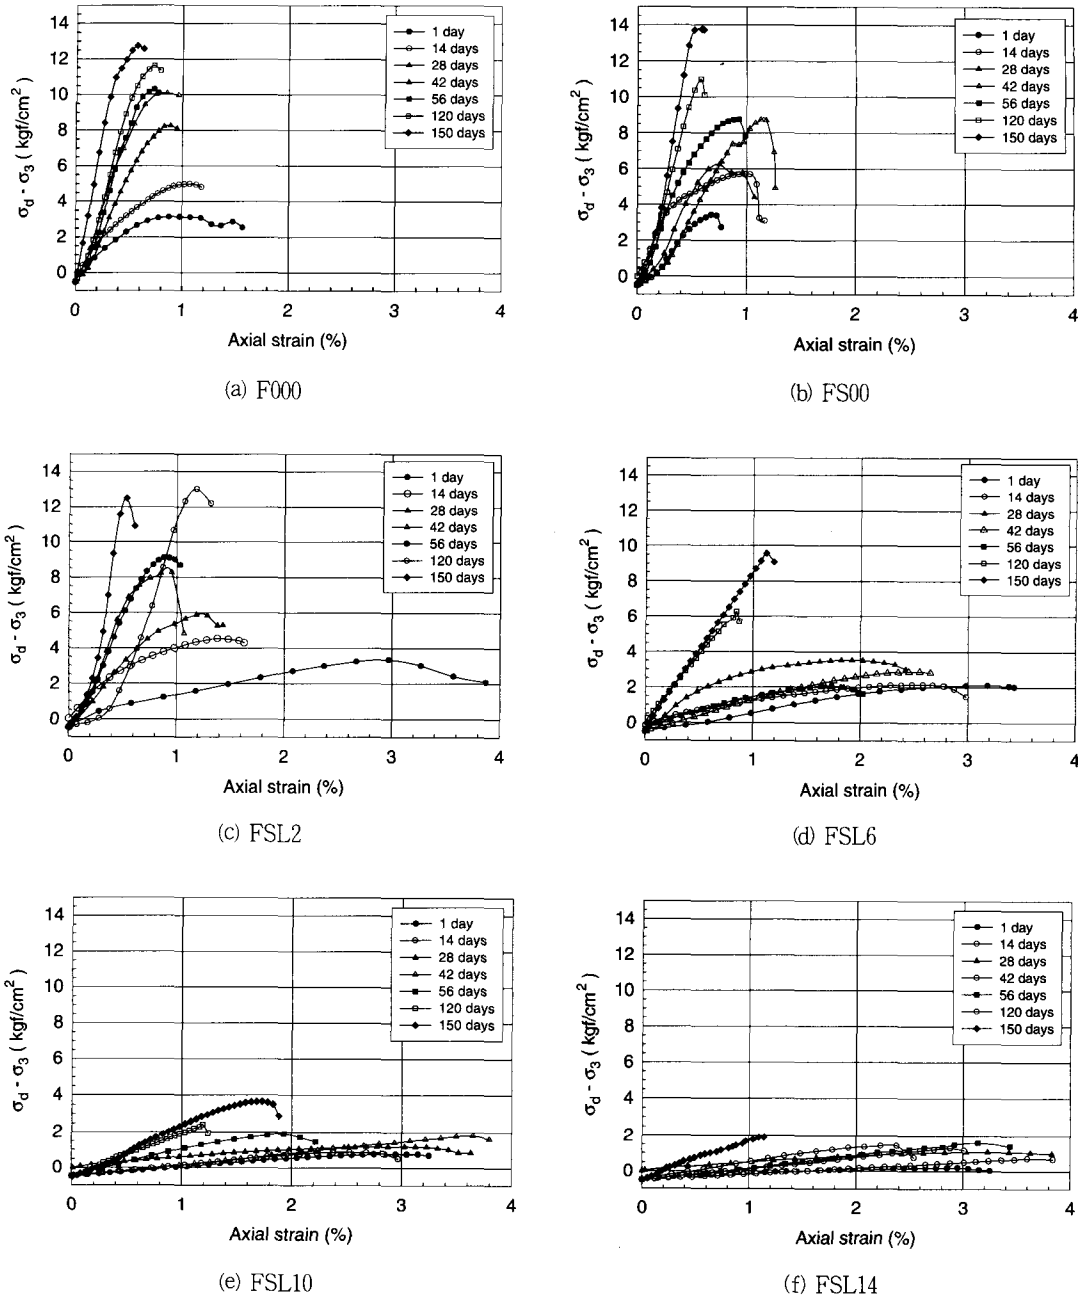 14
12
10
8
6
4
2
0
σd - σ3 ( kgf/cm2 )
1 day
14 days
28 days
42 days
56 days
120 days
150 days
0 1 2 3 4
Axial strain (%)
(a) F000
14
12
10
8
6
4
2
0
σd - σ3 ( kgf/cm2 )
1 day
14 days
28 days
42 days
56 days
120 days
150 days
0 1 2 3 4
Axial strain (%)
(b) FS00
14
12
10
8
6
4
2
0
σd - σ3 ( kgf/cm2 )
1 day
14 days
28 days
42 days
56 days
120 days
150 days
0 1 2 3 4
Axial strain (%)
(c) FSL2
14
12
10
8
6
4
2
0
σd - σ3 ( kgf/cm2 )
1 day
14 days
28 days
42 days
56 days
120 days
150 days
0 1 2 3 4
Axial strain (%)
(d) FSL6
14
12
10
8
6
4
2
0
σd - σ3 ( kgf/cm2 )
1 day
14 days
28 days
42 days
56 days
120 days
150 days
0 1 2 3 4
Axial strain (%)
(e) FSL10
14
12
10
8
6
4
2
0
σd - σ3 ( kgf/cm2 )
1 day
14 days
28 days
42 days
56 days
120 days
150 days
0 1 2 3 4
Axial strain (%)
(f) FSL14